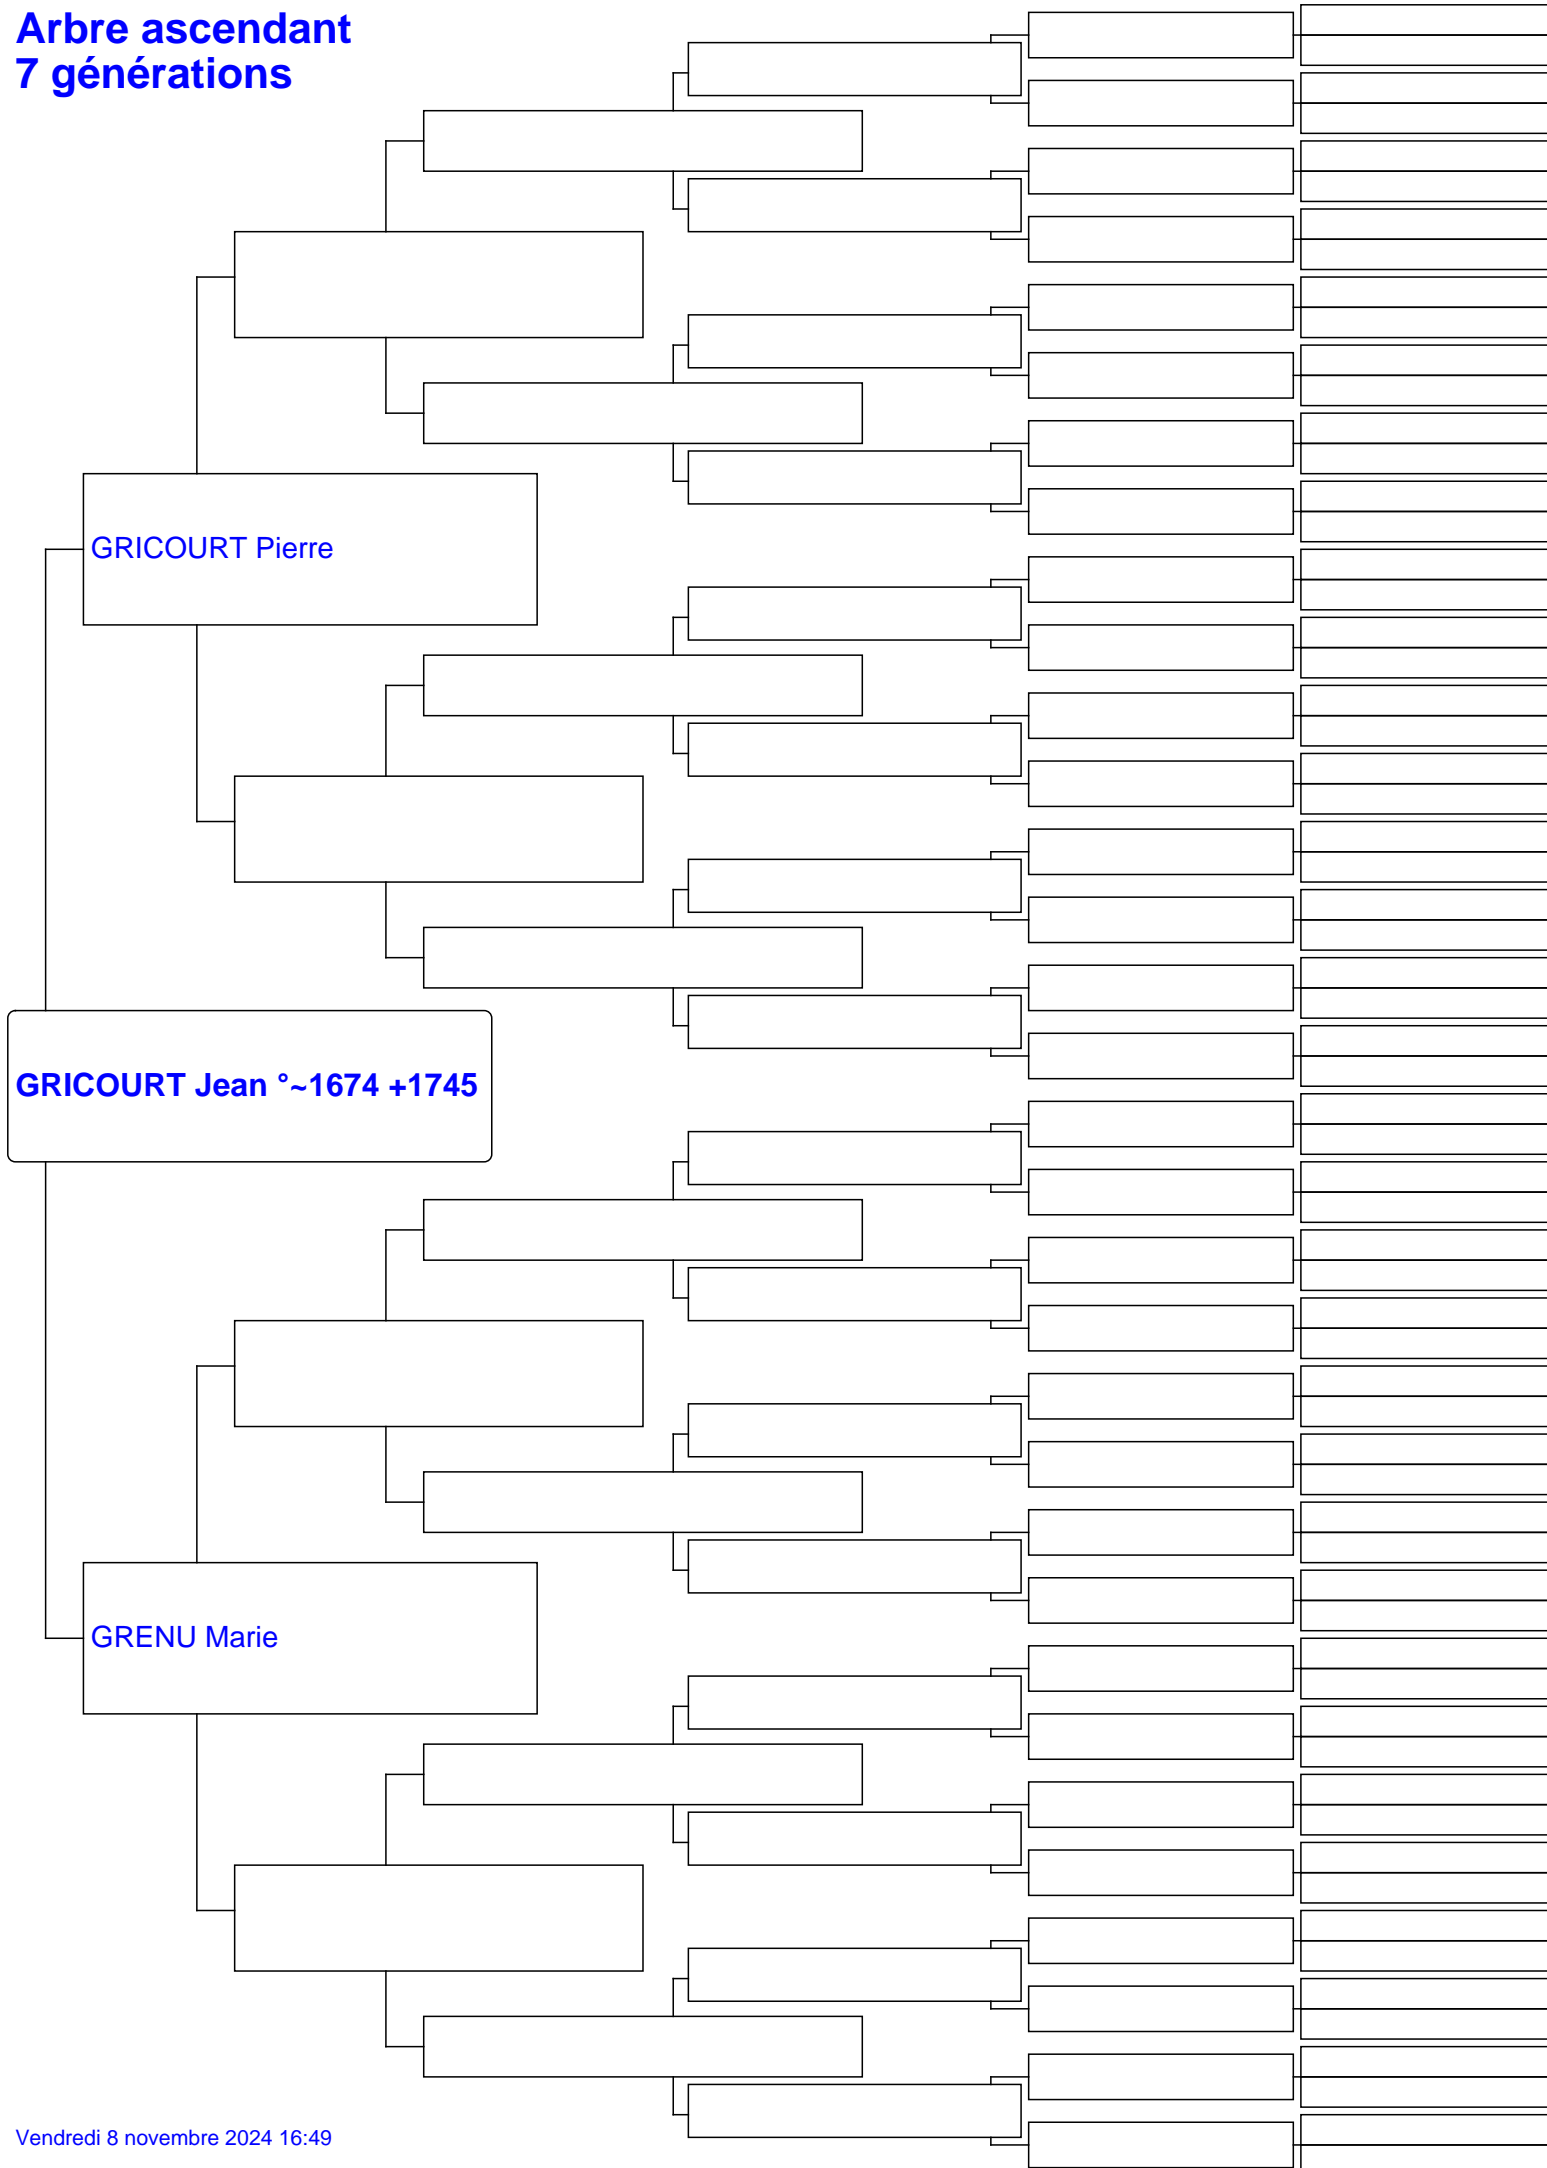 Arbre ascendant
7 générations
GRICOURT Pierre
GRICOURT Jean °~1674 +1745
GRENU Marie
Vendredi 8 novembre 2024 16:49